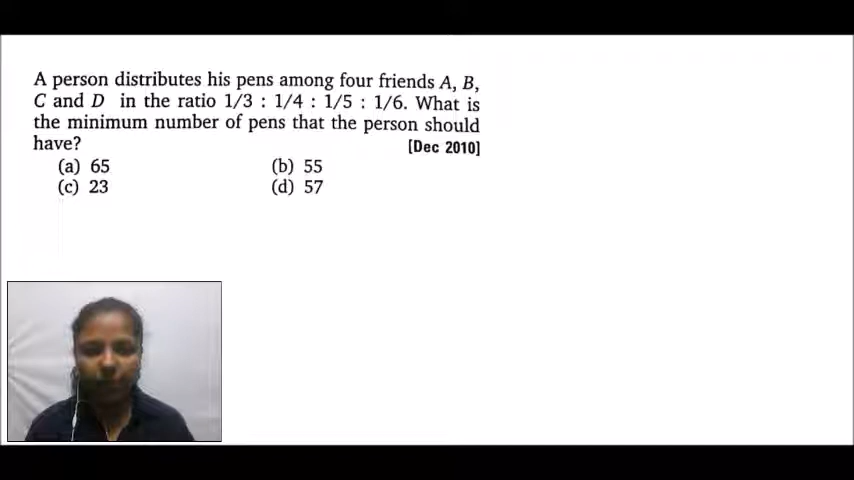 A person distributes his pens among four friends A, B,
C and D in the ratio 1/3 : 1/4 : 1/5 : 1/6. What is
the minimum number of pens that the person should
have? [Dec 2010]
(a) 65 (b) 55
(c) 23 (d) 57